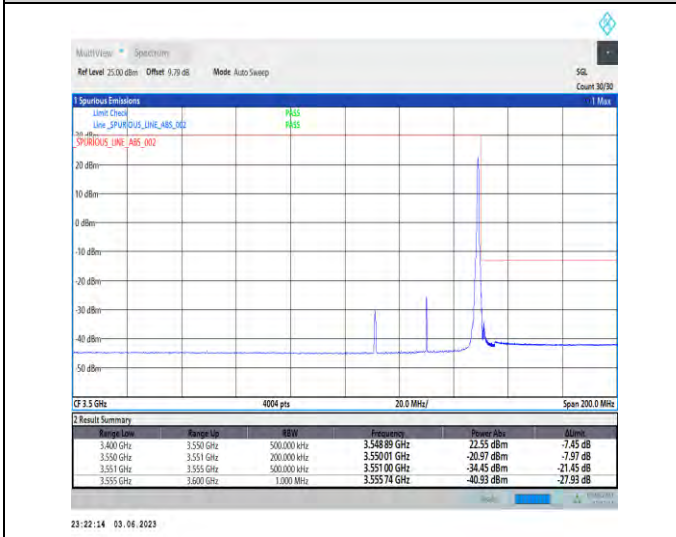 MultiView Spectrum
Ref Level 25.00 dBm Offset 9.79 dB Mode Auto Sweep SGL
Count 30/30
1 Spurious Emissions 1 Max
Limit Check PASS
Line _SPURIOUS_LINE_ABS_002 PASS
_SPURIOUS_LINE_ABS_002
20 dBm
10 dBm
0 dBm
-10 dBm
-20 dBm
-30 dBm
-40 dBm
-50 dBm
CF 3.5 GHz 4004 pts 20.0 MHz/ Span 200.0 MHz
2 Result Summary
Range Low Range Up RBW Frequency Power Abs ΔLimit
3.400 GHz 3.550 GHz 500.000 kHz 3.548 89 GHz 22.55 dBm -7.45 dB
3.550 GHz 3.551 GHz 200.000 kHz 3.550 01 GHz -20.97 dBm -7.97 dB
3.551 GHz 3.555 GHz 500.000 kHz 3.551 00 GHz -34.45 dBm -21.45 dB
3.555 GHz 3.600 GHz 1.000 MHz 3.555 74 GHz -40.93 dBm -27.93 dB
23:22:14 03.06.2023